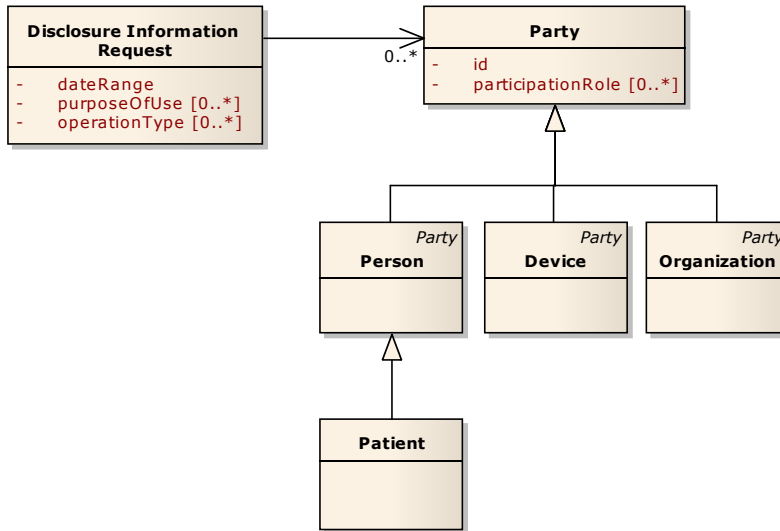 Disclosure Information
Request
- dateRange
- purposeOfUse [0..*]
- operationType [0..*]
0..*
Party
- id
- participationRole [0..*]
Party
Person
Party
Device
Party
Organization
Patient